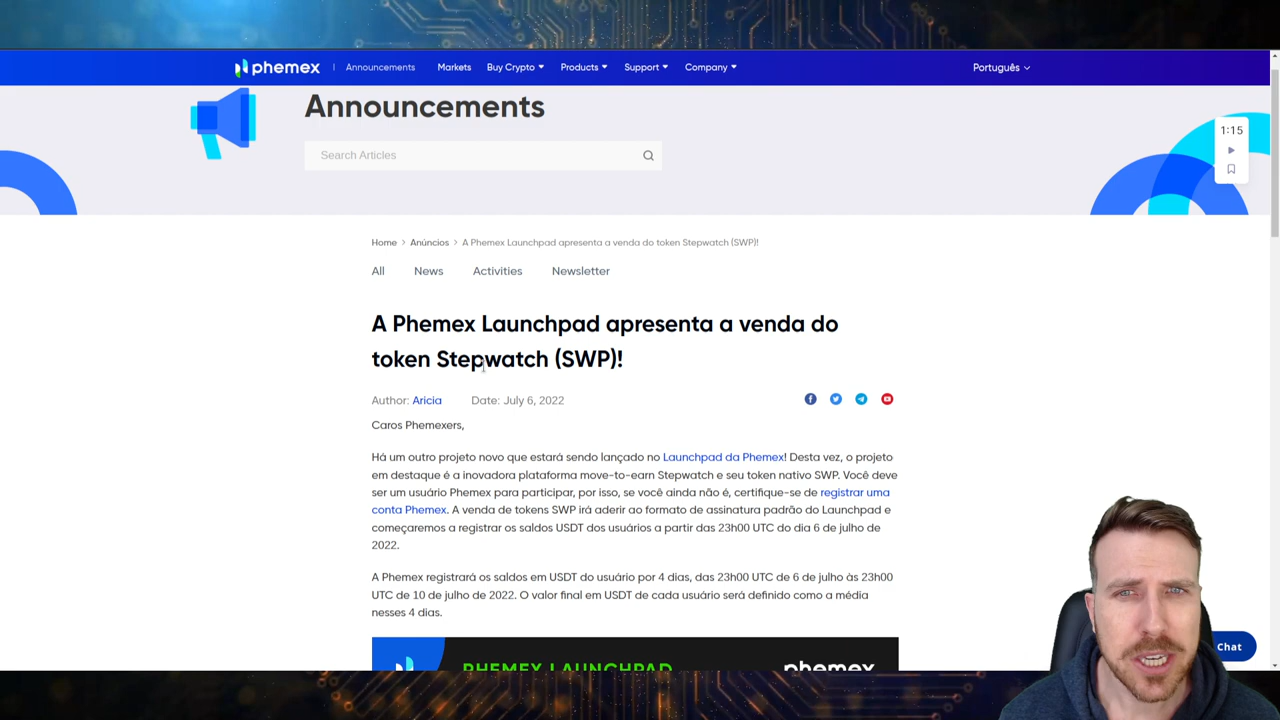 phemex
Announcements
Markets
Buy Crypto
Products
Support
Company
Português
Announcements
Search Articles
1:15
Home > Anúncios > A Phemex Launchpad apresenta a venda do token Stepwatch (SWP)!
All
News
Activities
Newsletter
A Phemex Launchpad apresenta a venda do
token Stepwatch (SWP)!
Author: Aricia
Date: July 6, 2022
Caros Phemexers,
Há um outro projeto novo que estará sendo lançado no Launchpad da Phemex! Desta vez, o projeto
em destaque é a inovadora plataforma move-to-earn Stepwatch e seu token nativo SWP. Você deve
ser um usuário Phemex para participar, por isso, se você ainda não é, certifique-se de registrar uma
conta Phemex. A venda de tokens SWP irá aderir ao formato de assinatura padrão do Launchpad e
começaremos a registrar os saldos USDT dos usuários a partir das 23h00 UTC do dia 6 de julho de
2022.
A Phemex registrará os saldos em USDT do usuário por 4 dias, das 23h00 UTC de 6 de julho às 23h00
UTC de 10 de julho de 2022. O valor final em USDT de cada usuário será definido como a média
nesses 4 dias.
PHEMEX LAUNCHPAD
phemex
Chat